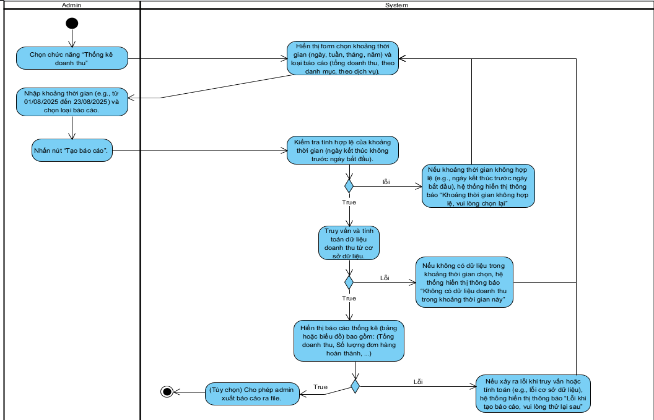 Admin
System
Chọn chức năng "Thống kê
doanh thu"
Hiển thị form chọn khoảng thời
gian (ngày, tuần, tháng, năm) và
loại báo cáo (tổng doanh thu, theo
danh mục, theo dịch vụ).
Nhập khoảng thời gian (e.g., từ
01/08/2025 đến 23/08/2025) và
chọn loại báo cáo.
Nhấn nút "Tạo báo cáo".
Kiểm tra tính hợp lệ của khoảng
thời gian (ngày kết thúc không
trước ngày bắt đầu).
lỗi
Nếu khoảng thời gian không hợp
lệ (e.g., ngày kết thúc trước ngày
bắt đầu), hệ thống hiển thị thông
báo "Khoảng thời gian không hợp
lệ, vui lòng chọn lại"
True
Truy vấn và tính
toán dữ liệu
doanh thu từ cơ
sở dữ liệu.
Lỗi
Nếu không có dữ liệu trong
khoảng thời gian chọn, hệ
thống hiển thị thông báo
"Không có dữ liệu doanh thu
trong khoảng thời gian này"
True
Hiển thị báo cáo thống kê (bảng
hoặc biểu đồ) bao gồm: (Tổng
doanh thu, Số lượng đơn hàng
hoàn thành, ...)
Lỗi
Nếu xảy ra lỗi khi truy vấn hoặc
tính toán (e.g., lỗi cơ sở dữ liệu),
hệ thống hiển thị thông báo "Lỗi khi
tạo báo cáo, vui lòng thử lại sau"
True
(Tùy chọn) Cho phép admin
xuất báo cáo ra file.